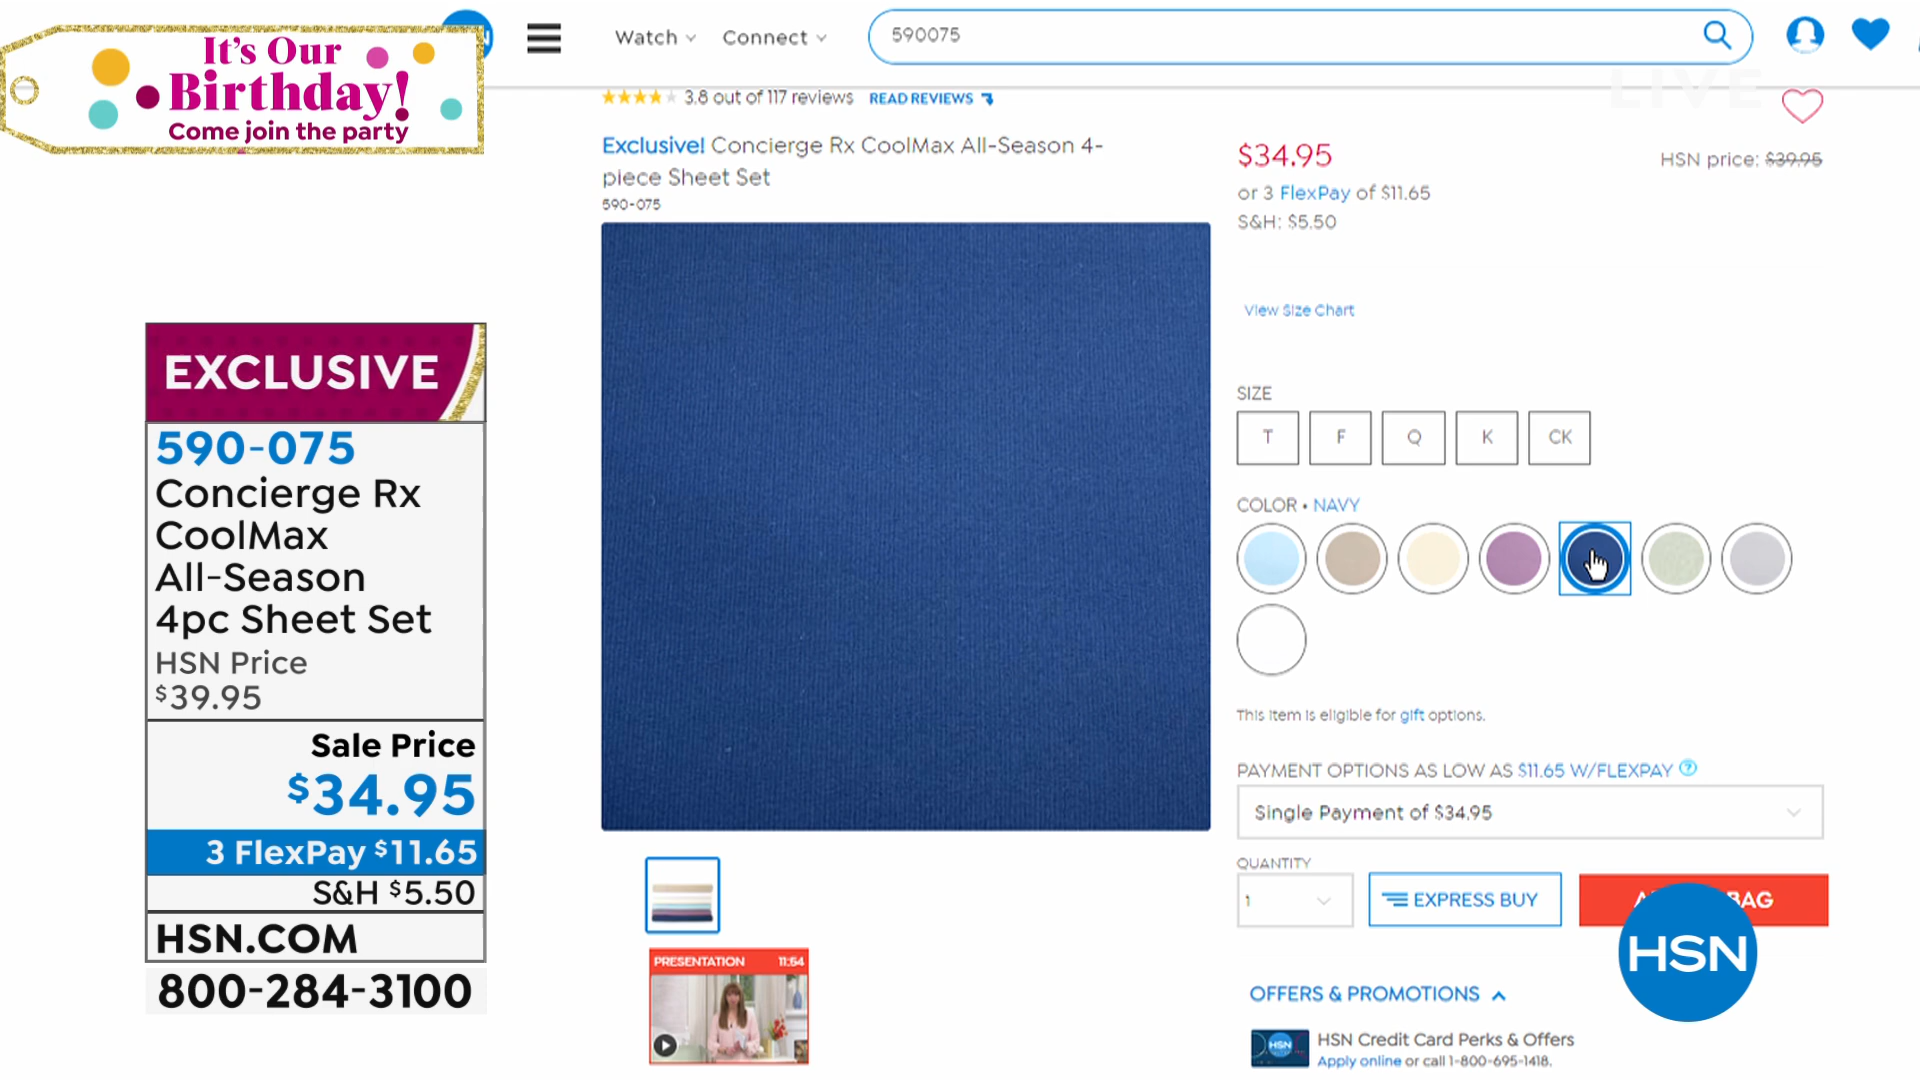 It's Our
Birthday!
Come join the party
Watch
Connect
590075
LIVE
3.8 out of 117 reviews
READ REVIEWS
Exclusive! Concierge Rx CoolMax All-Season 4-
piece Sheet Set
590-075
$34.95
HSN price: $39.95
or 3 FlexPay of $11.65
S&H: $5.50
View Size Chart
SIZE
T
F
Q
K
CK
COLOR • NAVY
This item is eligible for gift options.
PAYMENT OPTIONS AS LOW AS $11.65 W/FLEXPAY ?
Single Payment of $34.95
QUANTITY
1
EXPRESS BUY
BAG
HSN
OFFERS & PROMOTIONS
HSN
HSN Credit Card Perks & Offers
Apply online or call 1-800-695-1418.
PRESENTATION 11:54
EXCLUSIVE
590-075
Concierge Rx
CoolMax
All-Season
4pc Sheet Set
HSN Price
$39.95
Sale Price
$34.95
3 FlexPay $11.65
S&H $5.50
HSN.COM
800-284-3100